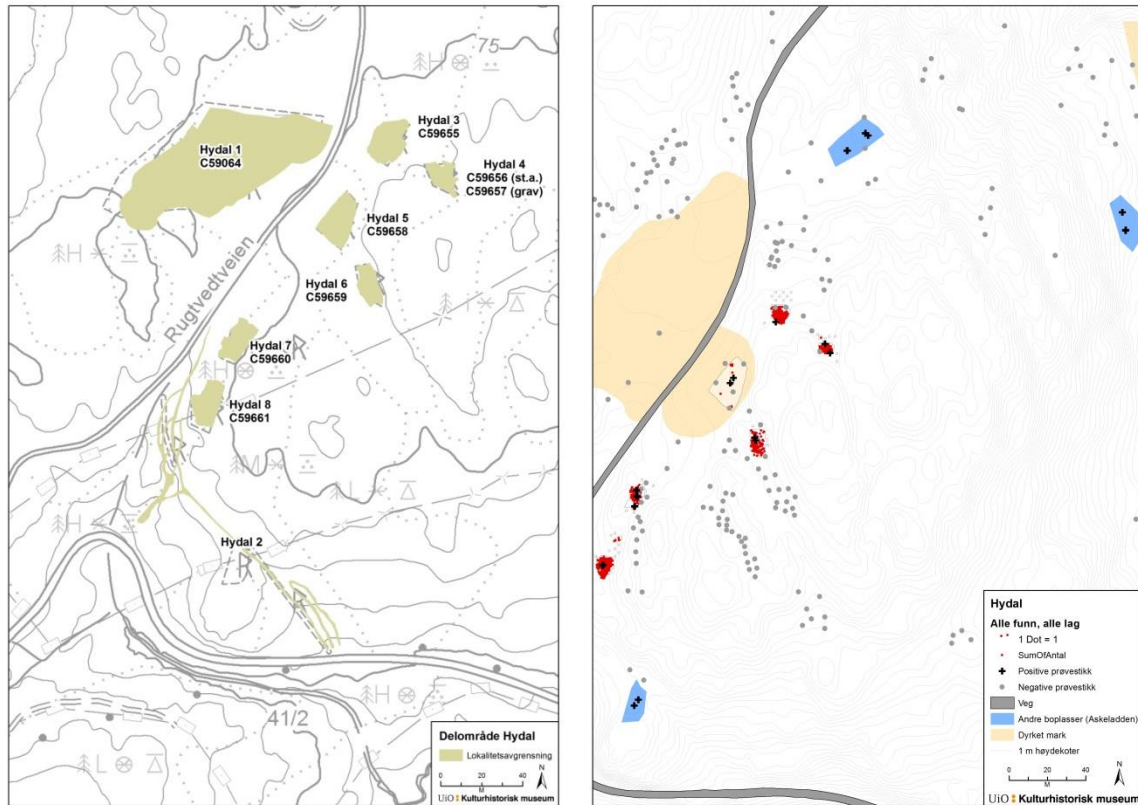 75
H
Hydal 1
C59064
Hydal 3
C59655
Hydal 4
C59656 (st.a.)
C59657 (grav)
Hydal 5
C59658
H
Rugtvedtveien
Hydal 6
C59659
I
Hydal 7
C59660
R
H
Hydal 8
C59661
R
M
L
H
Hydal 2
R
R
H
41/2
L
Delområde Hydal
Lokalitetsavgrensning
0 20 40
M
N
UiO Kulturhistorisk museum
Hydal
Alle funn, alle lag
1 Dot = 1
SumOfAntal
Positive prøvestikk
Negative prøvestikk
Veg
Andre boplasser (Askeladden)
Dyrket mark
1 m høydekoter
0 20 40
M
N
UiO Kulturhistorisk museum